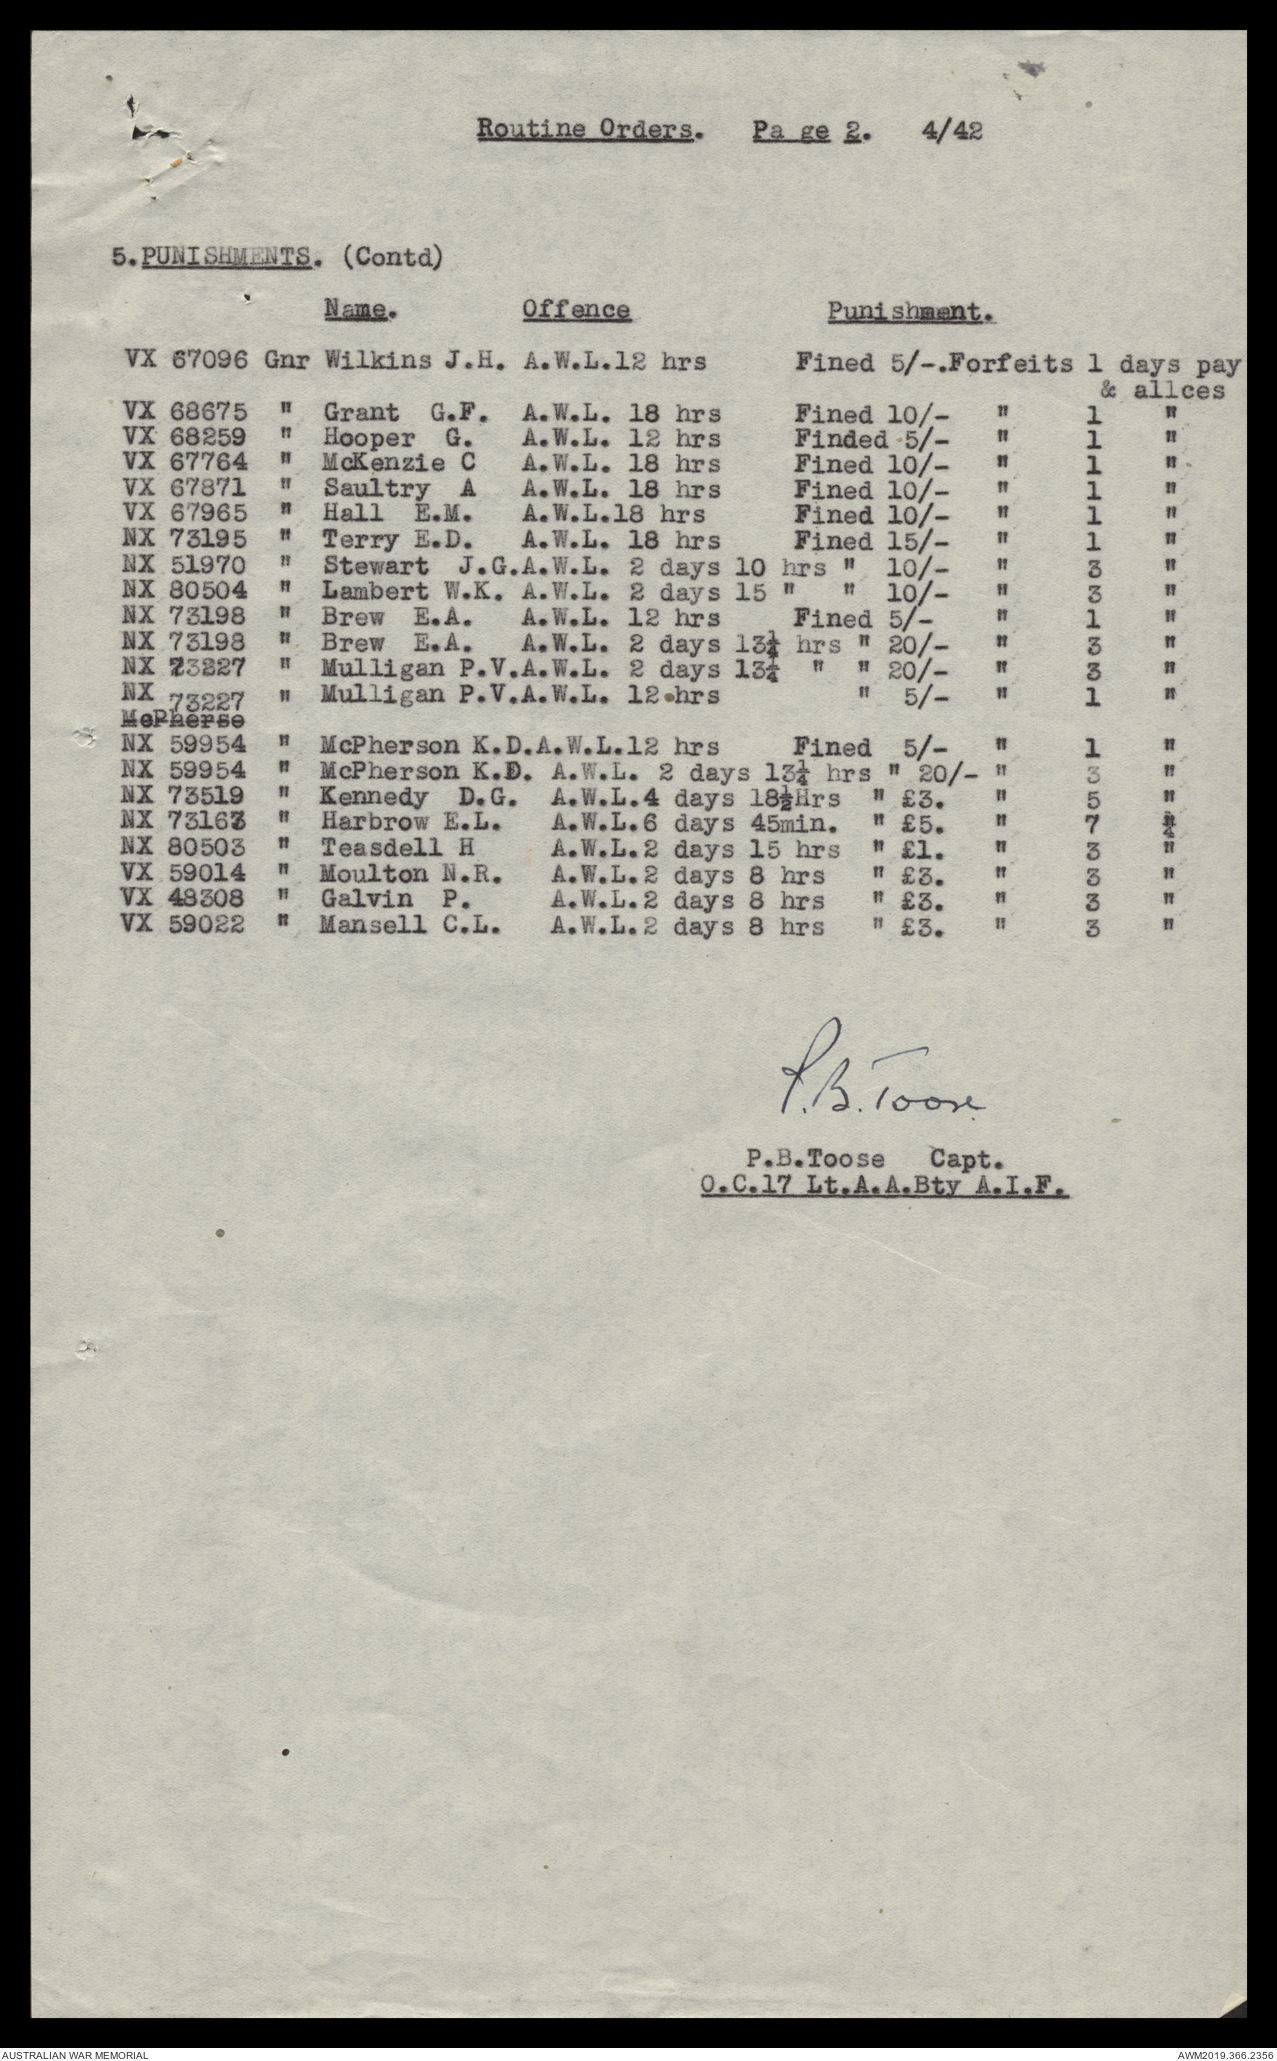 Routine Orders. Pa ge 2. 4/42
5.PUNISHMENTS. (Contd)
Name. Offence Punishment.
VX 67096 Gnr Wilkins J.H. A.W.L.12 hrs Fined 5/-.Forfeits 1 days pay
& allces
VX 68675 " Grant G.F. A.W.L. 18 hrs Fined 10/- " 1 "
VX 68259 " Hooper G. A.W.L. 12 hrs Finded 5/- " 1 "
VX 67764 " McKenzie C A.W.L. 18 hrs Fined 10/- " 1 "
VX 67871 " Saultry A A.W.L. 18 hrs Fined 10/- " 1 "
VX 67965 " Hall E.M. A.W.L.18 hrs Fined 10/- " 1 "
NX 73195 " Terry E.D. A.W.L. 18 hrs Fined 15/- " 1 "
NX 51970 " Stewart J.G.A.W.L. 2 days 10 hrs " 10/- " 3 "
NX 80504 " Lambert W.K. A.W.L. 2 days 15 " " 10/- " 3 "
NX 73198 " Brew E.A. A.W.L. 12 hrs Fined 5/- " 1 "
NX 73198 " Brew E.A. A.W.L. 2 days 13¼ hrs " 20/- " 3 "
NX 73227 " Mulligan P.V.A.W.L. 2 days 13¼ " " 20/- " 3 "
NX 73227 " Mulligan P.V.A.W.L. 12 hrs " 5/- " 1 "
McPherse
NX 59954 " McPherson K.D.A.W.L.12 hrs Fined 5/- " 1 "
NX 59954 " McPherson K.D. A.W.L. 2 days 13¼ hrs " 20/- " 3 "
NX 73519 " Kennedy D.G. A.W.L.4 days 18½Hrs " £3. " 5 "
NX 73163 " Harbrow E.L. A.W.L.6 days 45min. " £5. " 7 "
NX 80503 " Teasdell H A.W.L.2 days 15 hrs " £1. " 3 "
VX 59014 " Moulton N.R. A.W.L.2 days 8 hrs " £3. " 3 "
VX 48308 " Galvin P. A.W.L.2 days 8 hrs " £3. " 3 "
VX 59022 " Mansell C.L. A.W.L.2 days 8 hrs " £3. " 3 "
P.B.Toose
P.B.Toose Capt.
O.C.17 Lt.A.A.Bty A.I.F.
AUSTRALIAN WAR MEMORIAL AWM2019.366.2356